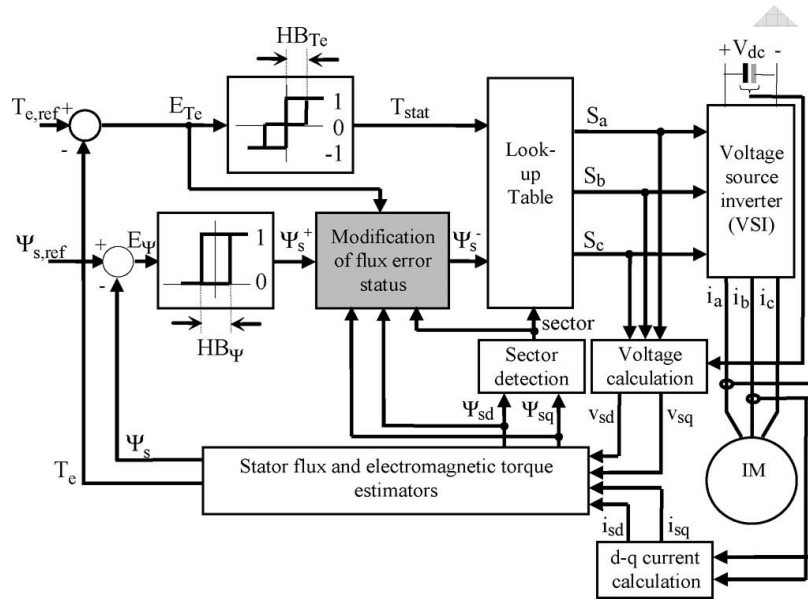 HB_Te
+ V_dc -
T_e,ref
+
-
E_Te
1
0
-1
T_stat
Look-
up
Table
S_a
S_b
S_c
Voltage
source
inverter
(VSI)
Ψ_s,ref
+
-
E_Ψ
1
0
HB_Ψ
Ψ_s^+
Modification
of flux error
status
Ψ_s^-
i_a i_b i_c
sector
Sector
detection
Voltage
calculation
Ψ_sd
Ψ_sq
v_sd
v_sq
Ψ_s
T_e
Stator flux and electromagnetic torque
estimators
IM
i_sd
i_sq
d-q current
calculation